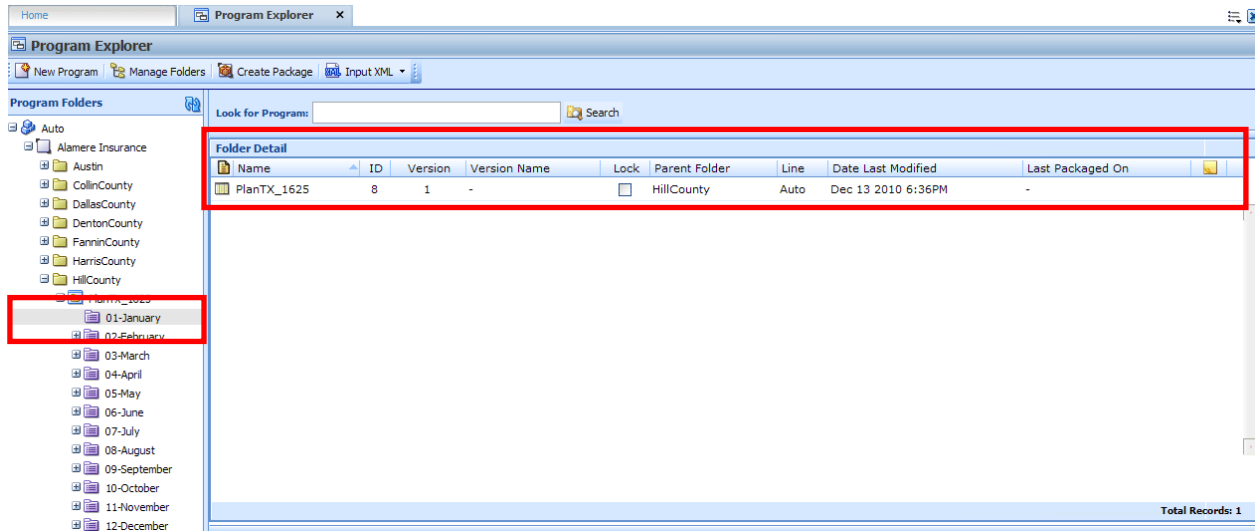 Home Program Explorer x
Program Explorer
New Program Manage Folders Create Package Input XML
Program Folders
Look for Program: Search
Auto
Alamere Insurance
Folder Detail
Austin
Name ID Version Version Name Lock Parent Folder Line Date Last Modified Last Packaged On
CollinCounty
PlanTX_1625 8 1 - HillCounty Auto Dec 13 2010 6:36PM -
DallasCounty
DentonCounty
FanninCounty
HarrisCounty
HillCounty
PlanTX_1625
01-January
02-February
03-March
04-April
05-May
06-June
07-July
08-August
09-September
10-October
11-November
Total Records: 1
12-December